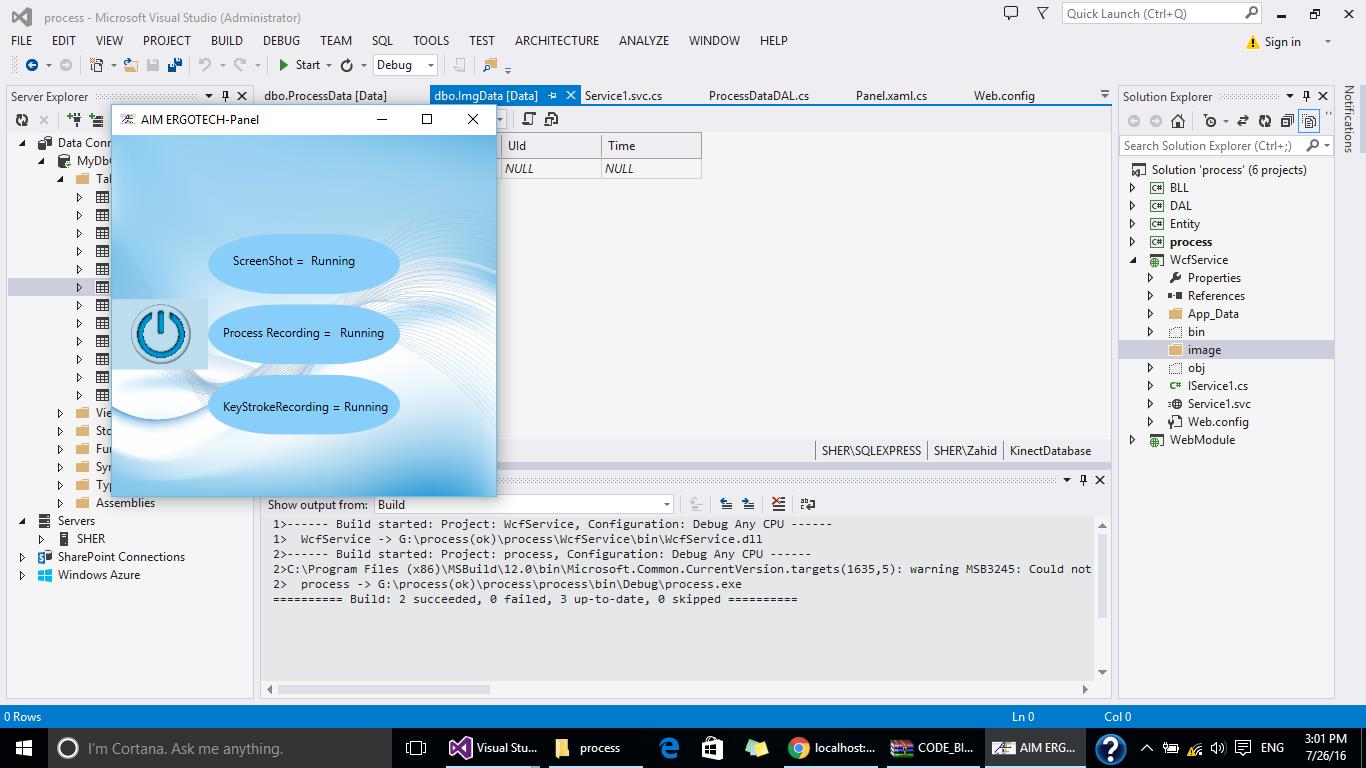 process - Microsoft Visual Studio (Administrator)
Quick Launch (Ctrl+Q)
FILE EDIT VIEW PROJECT BUILD DEBUG TEAM SQL TOOLS TEST ARCHITECTURE ANALYZE WINDOW HELP
Sign in
Start Debug
Server Explorer
dbo.ProcessData [Data] dbo.ImgData [Data] Service1.svc.cs ProcessDataDAL.cs Panel.xaml.cs Web.config
Solution Explorer
Notifications
AIM ERGOTECH-Panel
Data Conn
UId Time
NULL NULL
MyDb
Tab
ScreenShot = Running
Process Recording = Running
KeyStrokeRecording = Running
Search Solution Explorer (Ctrl+;)
Solution 'process' (6 projects)
BLL
DAL
Entity
process
WcfService
Properties
References
App_Data
bin
image
obj
IService1.cs
Service1.svc
Web.config
WebModule
Vie
Sto
Fun
Syn
Typ
Assemblies
Servers
SHER
SharePoint Connections
Windows Azure
SHER\SQLEXPRESS SHER\Zahid KinectDatabase
Show output from: Build
1>------ Build started: Project: WcfService, Configuration: Debug Any CPU ------
1> WcfService -> G:\process(ok)\process\WcfService\bin\WcfService.dll
2>------ Build started: Project: process, Configuration: Debug Any CPU ------
2>C:\Program Files (x86)\MSBuild\12.0\bin\Microsoft.Common.CurrentVersion.targets(1635,5): warning MSB3245: Could not
2> process -> G:\process(ok)\process\process\bin\Debug\process.exe
========== Build: 2 succeeded, 0 failed, 3 up-to-date, 0 skipped ==========
0 Rows Ln 0 Col 0
I'm Cortana. Ask me anything.
Visual Stu...
process
localhost:...
CODE_BI...
AIM ERG...
ENG
3:01 PM
7/26/16